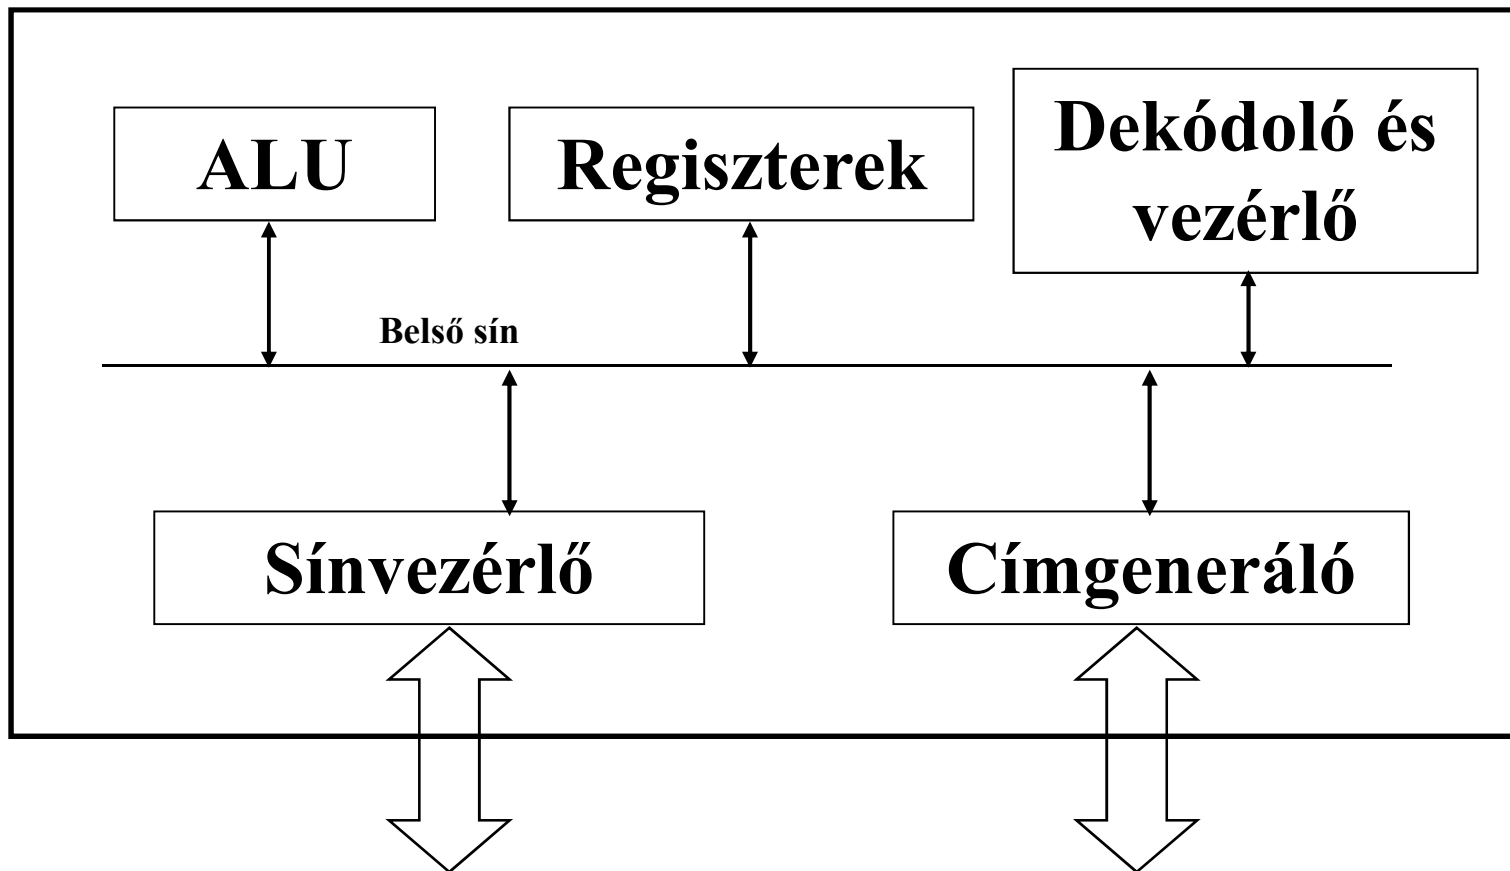 ALU
Regiszterek
Dekódoló és
vezérlő
Belső sín
Sínvezérlő
Címgeneráló